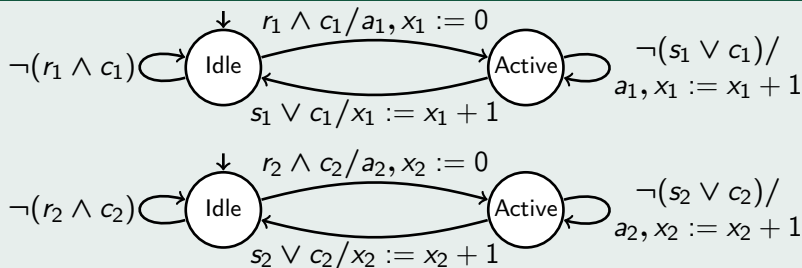 r₁ ∧ c₁/a₁, x₁ := 0
¬(r₁ ∧ c₁)
Idle
Active
¬(s₁ ∨ c₁)/
a₁, x₁ := x₁ + 1
s₁ ∨ c₁/x₁ := x₁ + 1
r₂ ∧ c₂/a₂, x₂ := 0
¬(r₂ ∧ c₂)
Idle
Active
¬(s₂ ∨ c₂)/
a₂, x₂ := x₂ + 1
s₂ ∨ c₂/x₂ := x₂ + 1